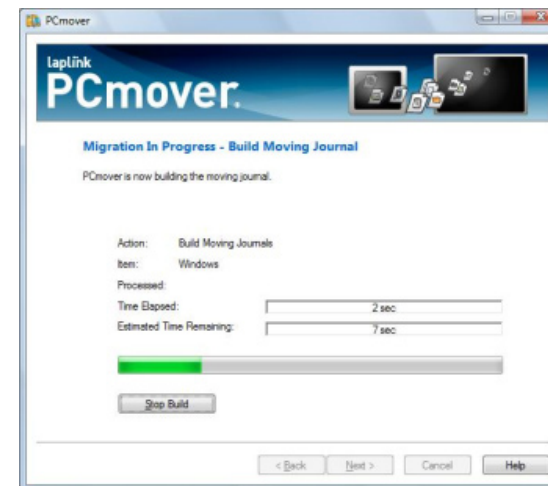 PCmover
laplink
PCmover.
Migration In Progress - Build Moving Journal
PCmover is now building the moving journal.
Action: Build Moving Journals
Item: Windows
Processed:
Time Elapsed: 2 sec
Estimated Time Remaining: 7 sec
Stop Build
< Back Next > Cancel Help